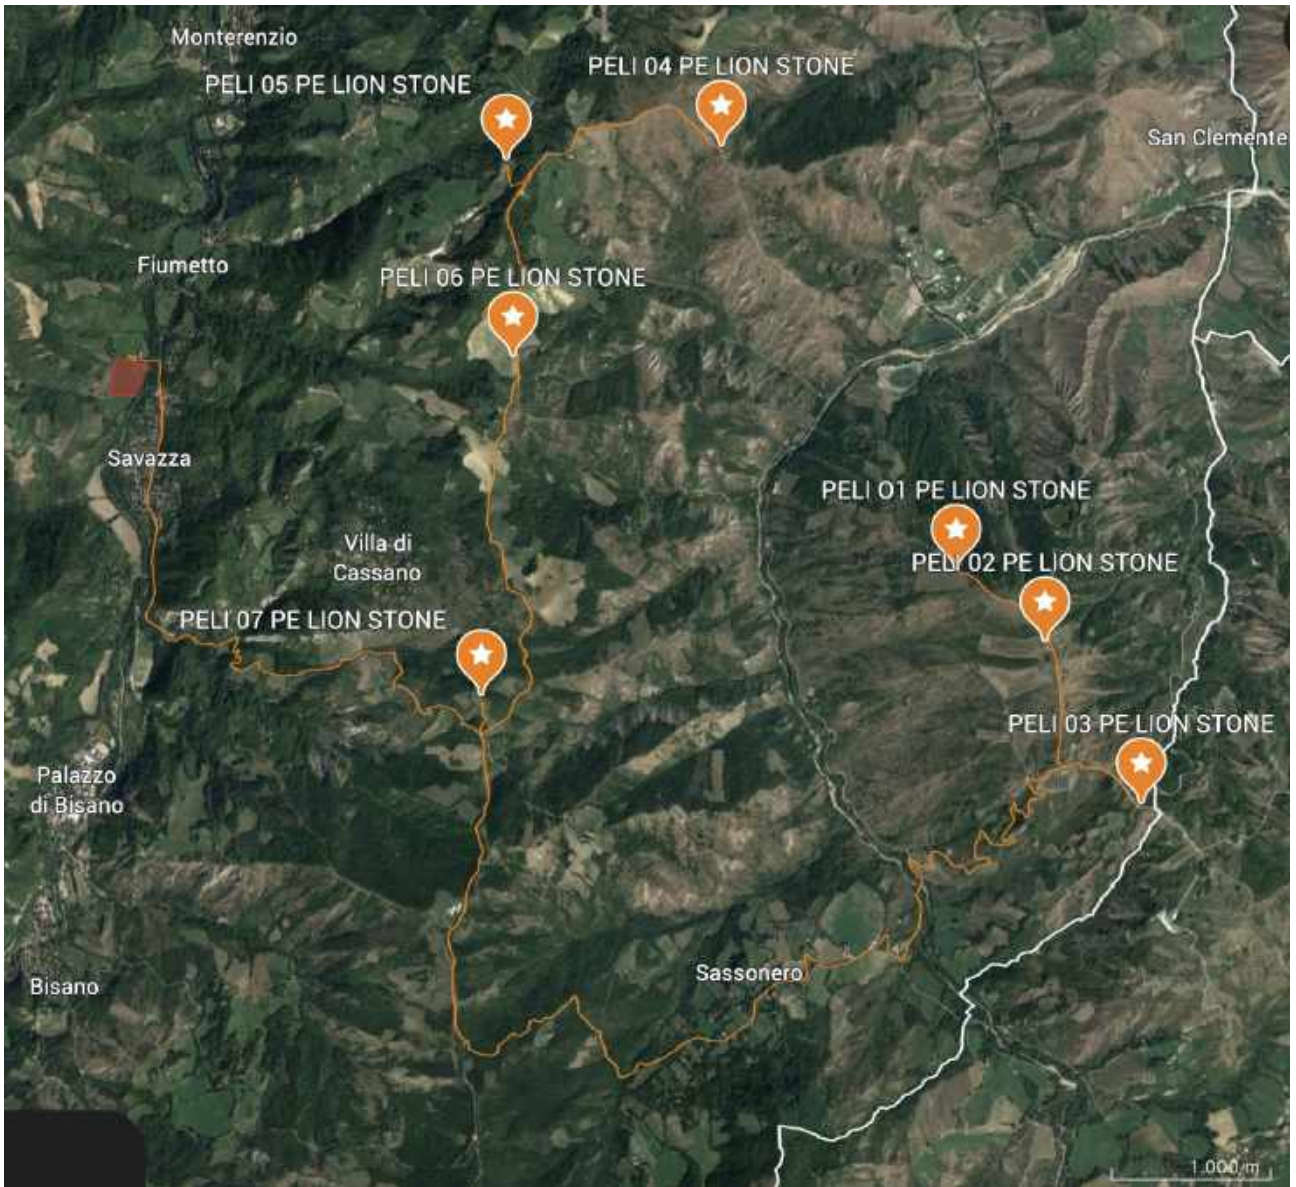 Monterenzio
PELI 04 PE LION STONE
PELI 05 PE LION STONE
San Clemente
Fiumetto
PELI 06 PE LION STONE
Savazza
PELI O1 PE LION STONE
Villa di
Cassano
PELI 02 PE LION STONE
PELI 07 PE LION STONE
PELI 03 PE LION STONE
Palazzo
di Bisano
Sassonero
Bisano
1.000 m